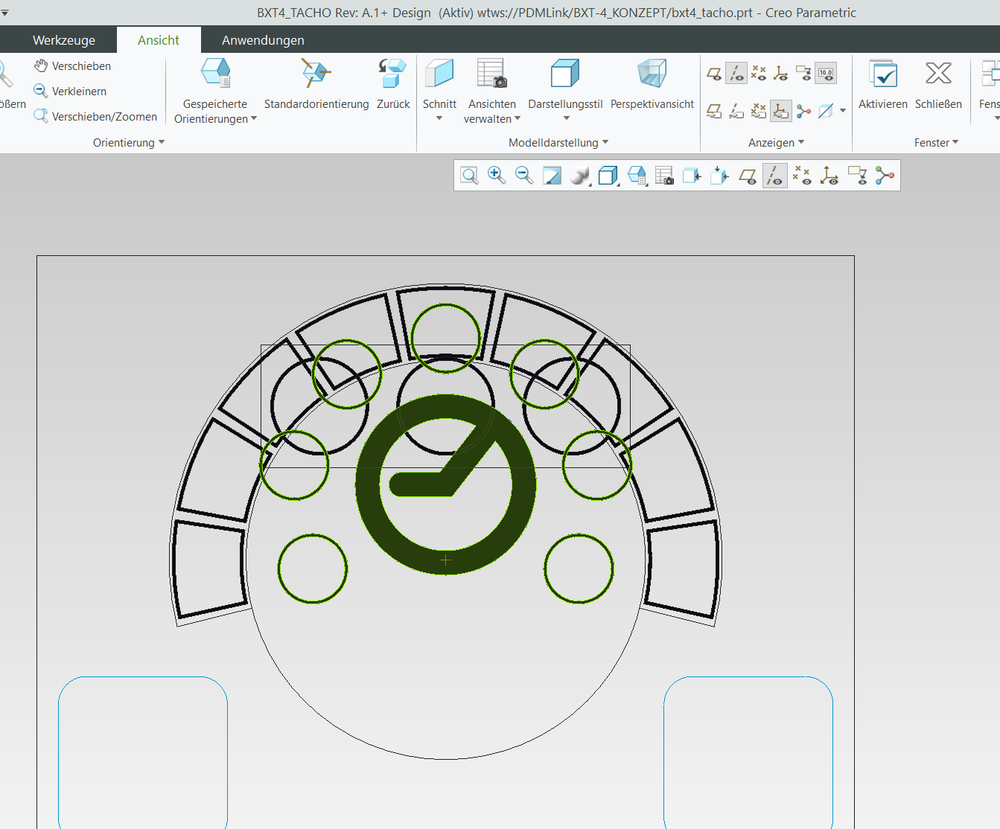 BXT4_TACHO Rev: A.1+ Design (Aktiv) wtws://PDMLink/BXT-4_KONZEPT/bxt4_tacho.prt - Creo Parametric
Werkzeuge Ansicht Anwendungen
Verschieben
Verkleinern
ößern
Verschieben/Zoomen
Orientierung
Gespeicherte
Orientierungen
Standardorientierung
Zurück
Schnitt
Ansichten
verwalten
Darstellungsstil
Perspektivansicht
Modelldarstellung
10.0
Anzeigen
Aktivieren
Schließen
Fens
Fenster